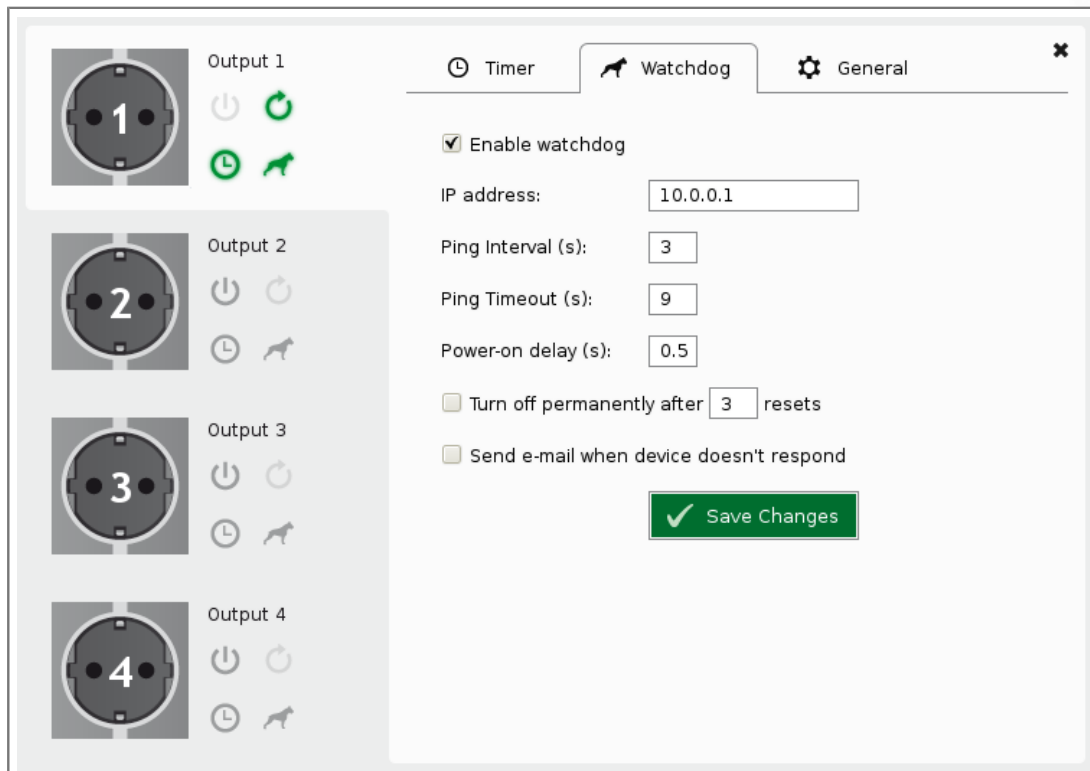 Output 1
1
Output 2
2
Output 3
3
Output 4
4
Timer
Watchdog
General
Enable watchdog
IP address: 10.0.0.1
Ping Interval (s): 3
Ping Timeout (s): 9
Power-on delay (s): 0.5
Turn off permanently after 3 resets
Send e-mail when device doesn't respond
Save Changes